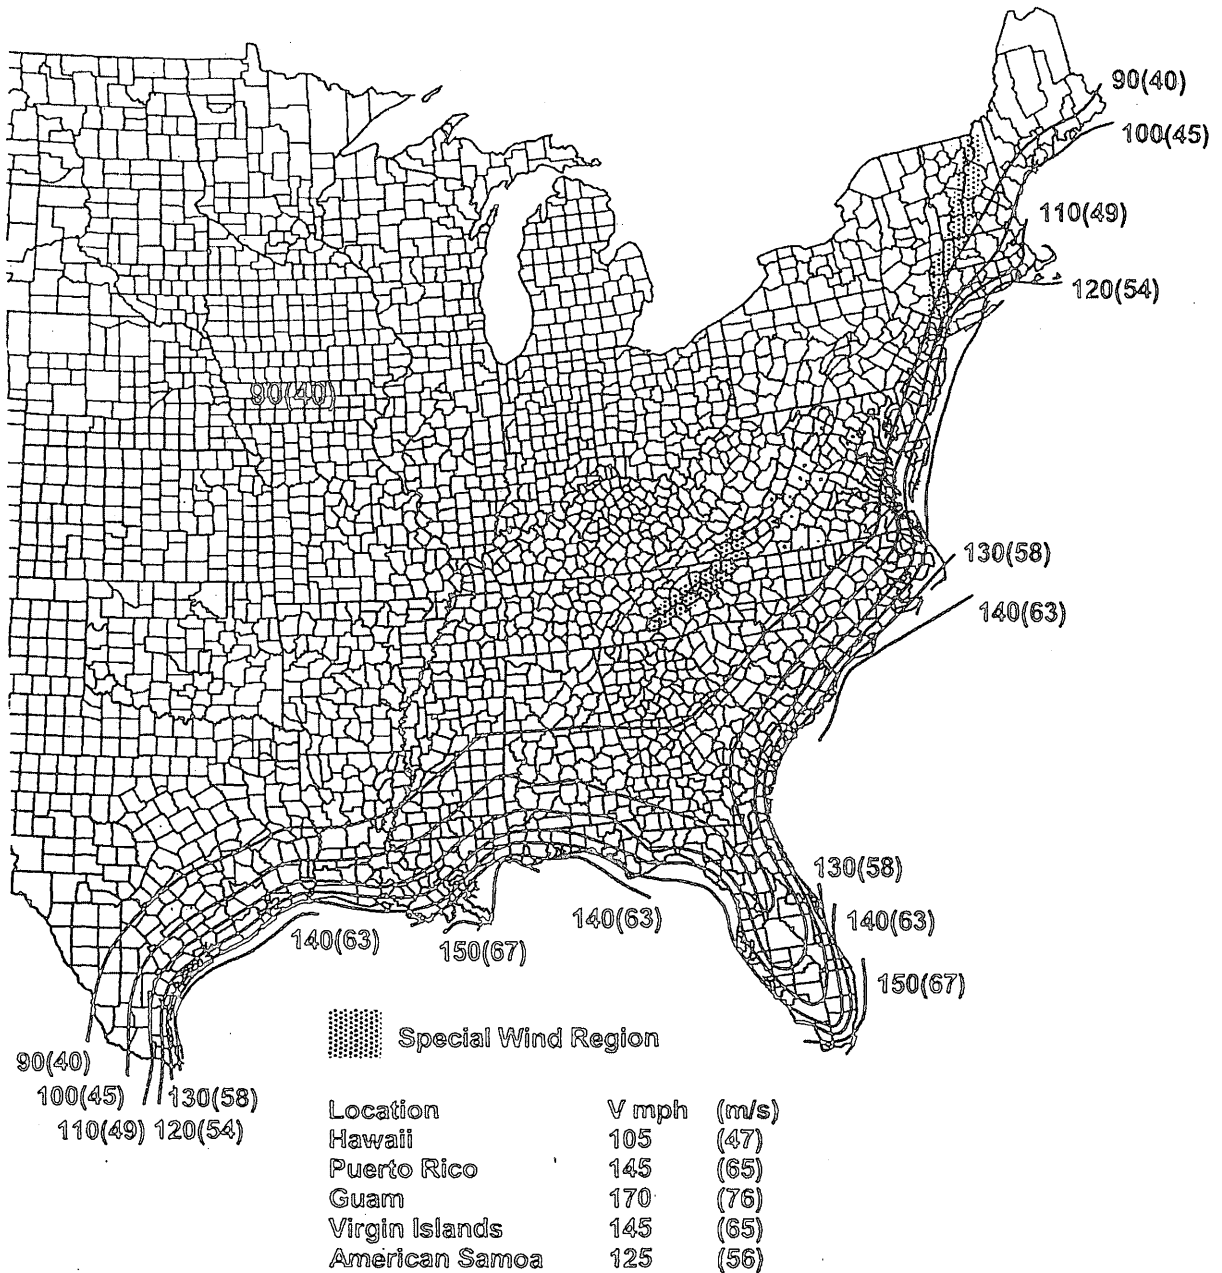 90(40)
100(45)
110(49)
120(54)
90(40)
130(58)
140(63)
130(58)
140(63)
140(63)
140(63)
150(67)
150(67)
Special Wind Region
90(40)
100(45) 130(58)
110(49) 120(54)
Location V mph (m/s)
Hawaii 105 (47)
Puerto Rico 145 (65)
Guam 170 (76)
Virgin Islands 145 (65)
American Samoa 125 (56)